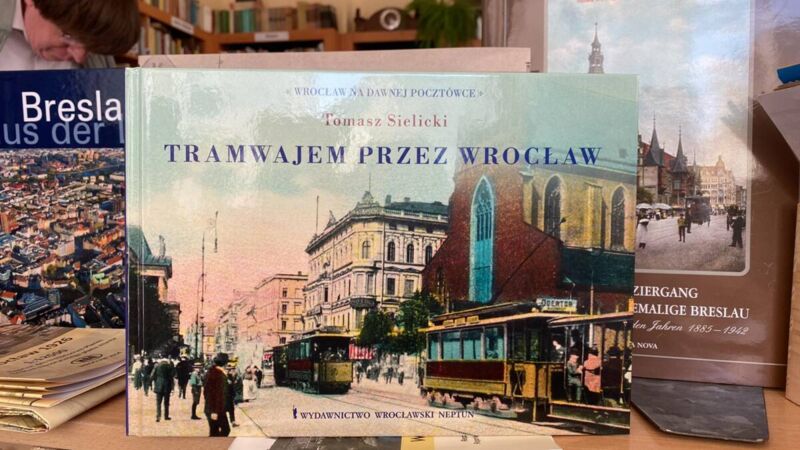 Bresla
aus der
« WROCŁAW NA DAWNEJ POCZTÓWCE »
Tomasz Sielicki
TRAMWAJEM PRZEZ WROCŁAW
WYDAWNICTWO WROCŁAWSKI NEPTUN
ZIERGANG
EMALIGE BRESLAU
den Jahren 1885–1942
A NOVA